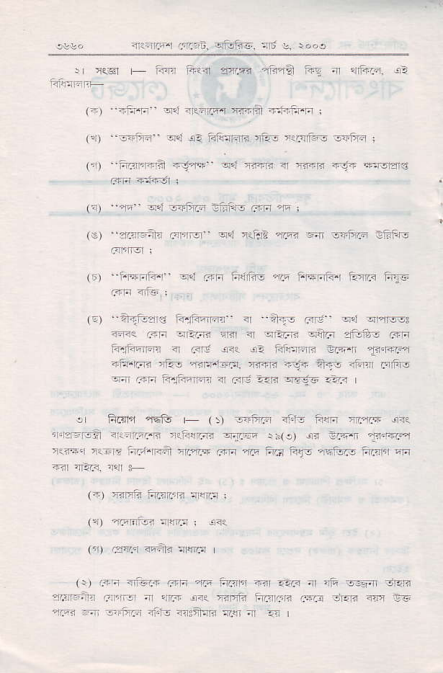 ৩৬৬০ বাংলাদেশ গেজেট, অতিরিক্ত, মার্চ ৬, ২০০৩
২। সংজ্ঞা ।— বিষয় কিংবা প্রসঙ্গের পরিপন্থী কিছু না থাকিলে, এই
বিধিমালায়—
(ক) ‘‘কমিশন’’ অর্থ বাংলাদেশ সরকারী কর্মকমিশন ;
(খ) ‘‘তফসিল’’ অর্থ এই বিধিমালার সহিত সংযোজিত তফসিল ;
(গ) ‘‘নিয়োগকারী কর্তৃপক্ষ’’ অর্থ সরকার বা সরকার কর্তৃক ক্ষমতাপ্রাপ্ত
কোন কর্মকর্তা ;
(ঘ) ‘‘পদ’’ অর্থ তফসিলে উল্লিখিত কোন পদ ;
(ঙ) ‘‘প্রয়োজনীয় যোগ্যতা’’ অর্থ সংশ্লিষ্ট পদের জন্য তফসিলে উল্লিখিত
যোগ্যতা ;
(চ) ‘‘শিক্ষানবিশ’’ অর্থ কোন নির্ধারিত পদে শিক্ষানবিশ হিসাবে নিযুক্ত
কোন ব্যক্তি ;
(ছ) ‘‘স্বীকৃতিপ্রাপ্ত বিশ্ববিদ্যালয়’’ বা ‘‘স্বীকৃত বোর্ড’’ অর্থ আপাততঃ
বলবৎ কোন আইনের দ্বারা বা আইনের অধীনে প্রতিষ্ঠিত কোন
বিশ্ববিদ্যালয় বা বোর্ড এবং এই বিধিমালার উদ্দেশ্য পূরণকল্পে
কমিশনের সহিত পরামর্শক্রমে, সরকার কর্তৃক স্বীকৃত বলিয়া ঘোষিত
অন্য কোন বিশ্ববিদ্যালয় বা বোর্ড ইহার অন্তর্ভুক্ত হইবে ।
৩। নিয়োগ পদ্ধতি ।— (১) তফসিলে বর্ণিত বিধান সাপেক্ষে এবং
গণপ্রজাতন্ত্রী বাংলাদেশের সংবিধানের অনুচ্ছেদ ২৯(৩) এর উদ্দেশ্য পূরণকল্পে
সংরক্ষণ সংক্রান্ত নির্দেশাবলী সাপেক্ষে কোন পদে নিম্নে বিধৃত পদ্ধতিতে নিয়োগ দান
করা যাইবে, যথা ঃ—
(ক) সরাসরি নিয়োগের মাধ্যমে ;
(খ) পদোন্নতির মাধ্যমে ; এবং
(গ) প্রেষণে বদলীর মাধ্যমে ।
(২) কোন ব্যক্তিকে কোন পদে নিয়োগ করা হইবে না যদি তজ্জন্য তাঁহার
প্রয়োজনীয় যোগ্যতা না থাকে এবং সরাসরি নিয়োগের ক্ষেত্রে তাঁহার বয়স উক্ত
পদের জন্য তফসিলে বর্ণিত বয়ঃসীমার মধ্যে না হয় ।